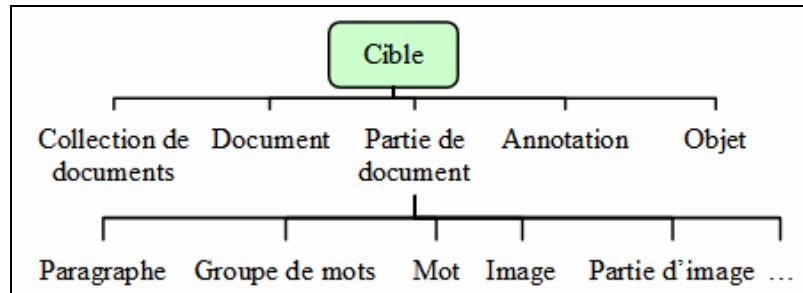 Cible
Collection de documents Document Partie de document Annotation Objet
Paragraphe Groupe de mots Mot Image Partie d'image ...